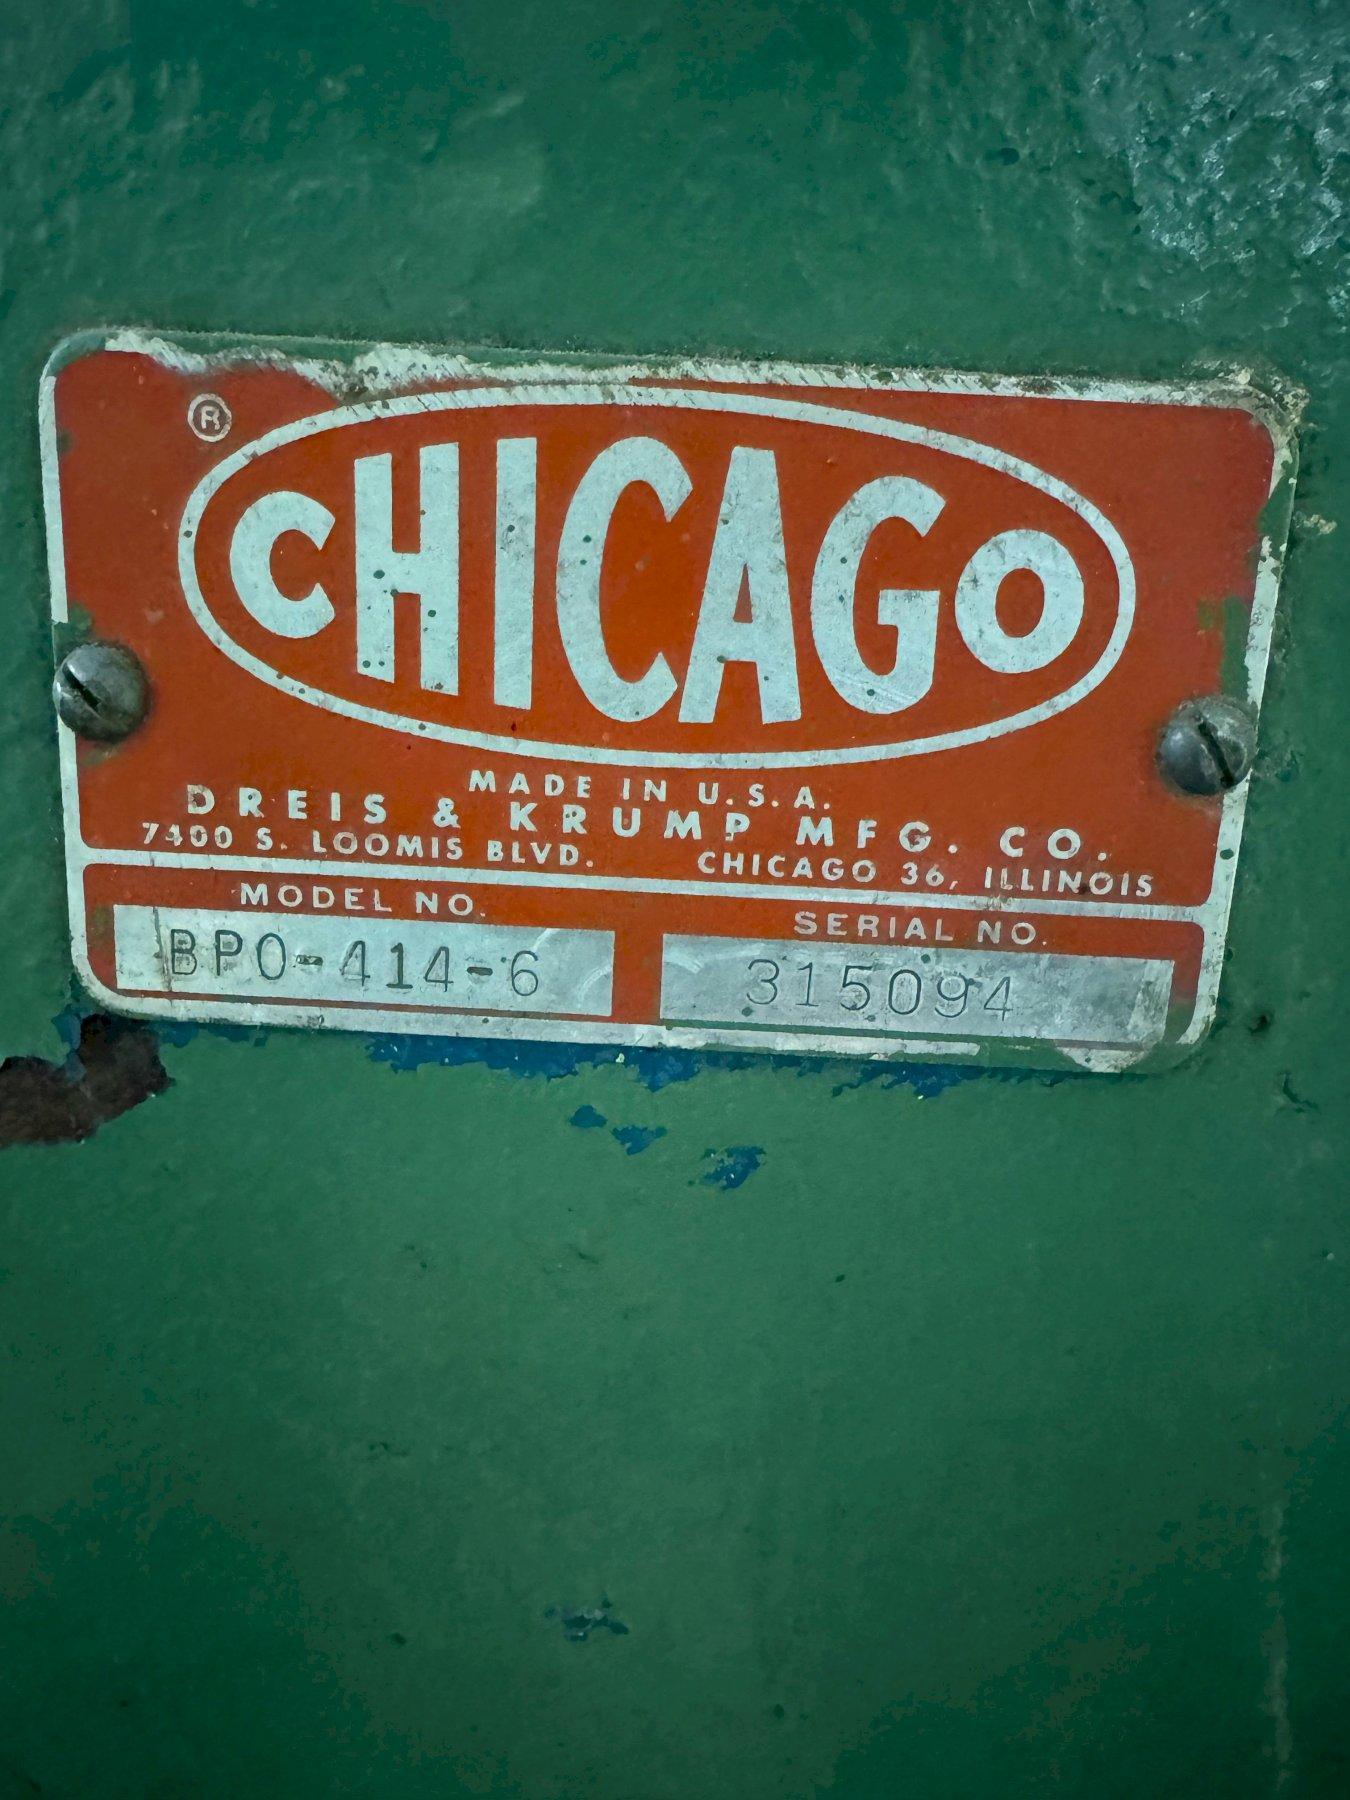 ®
CHICAGO
MADE IN U.S.A.
DREIS & KRUMP MFG. CO.
7400 S. LOOMIS BLVD. CHICAGO 36, ILLINOIS
MODEL NO. SERIAL NO.
BPO-414-6 315094